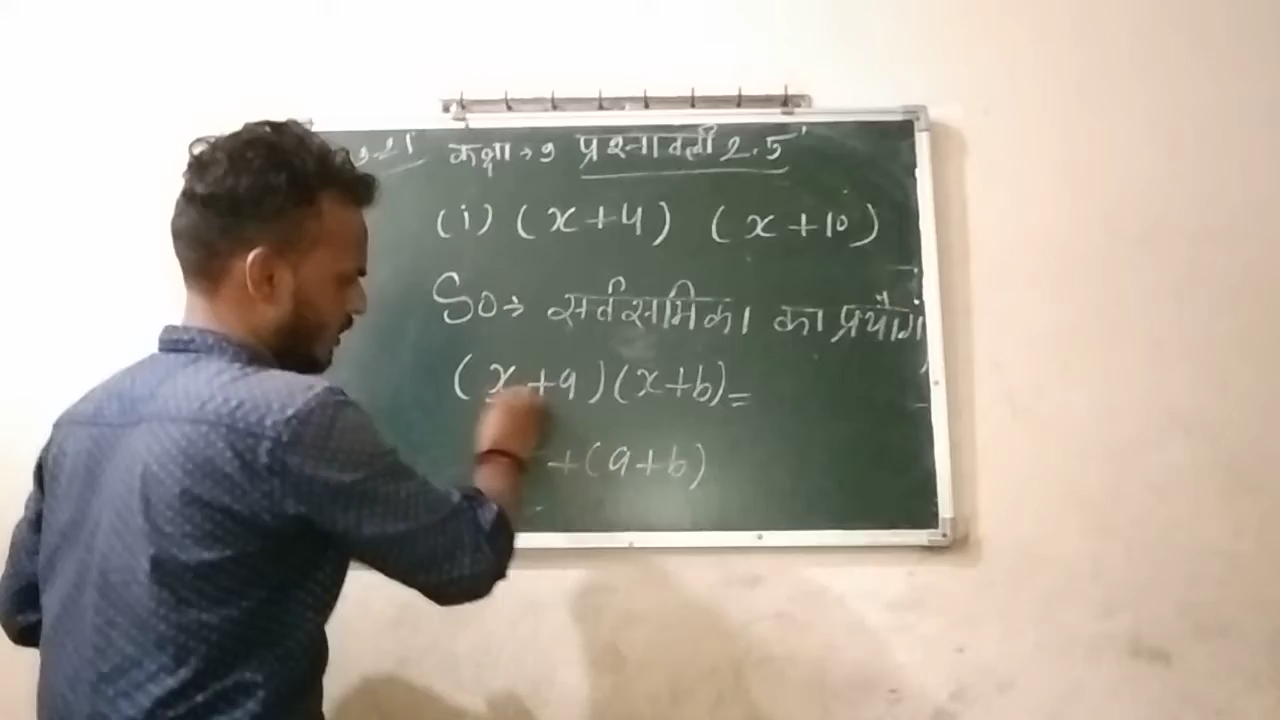 कक्षा → 9 प्रश्नावली 2.5
(i) (x+4) (x+10)
So → सर्वसमिका का प्रयोग
(x+a)(x+b)=
+(a+b)